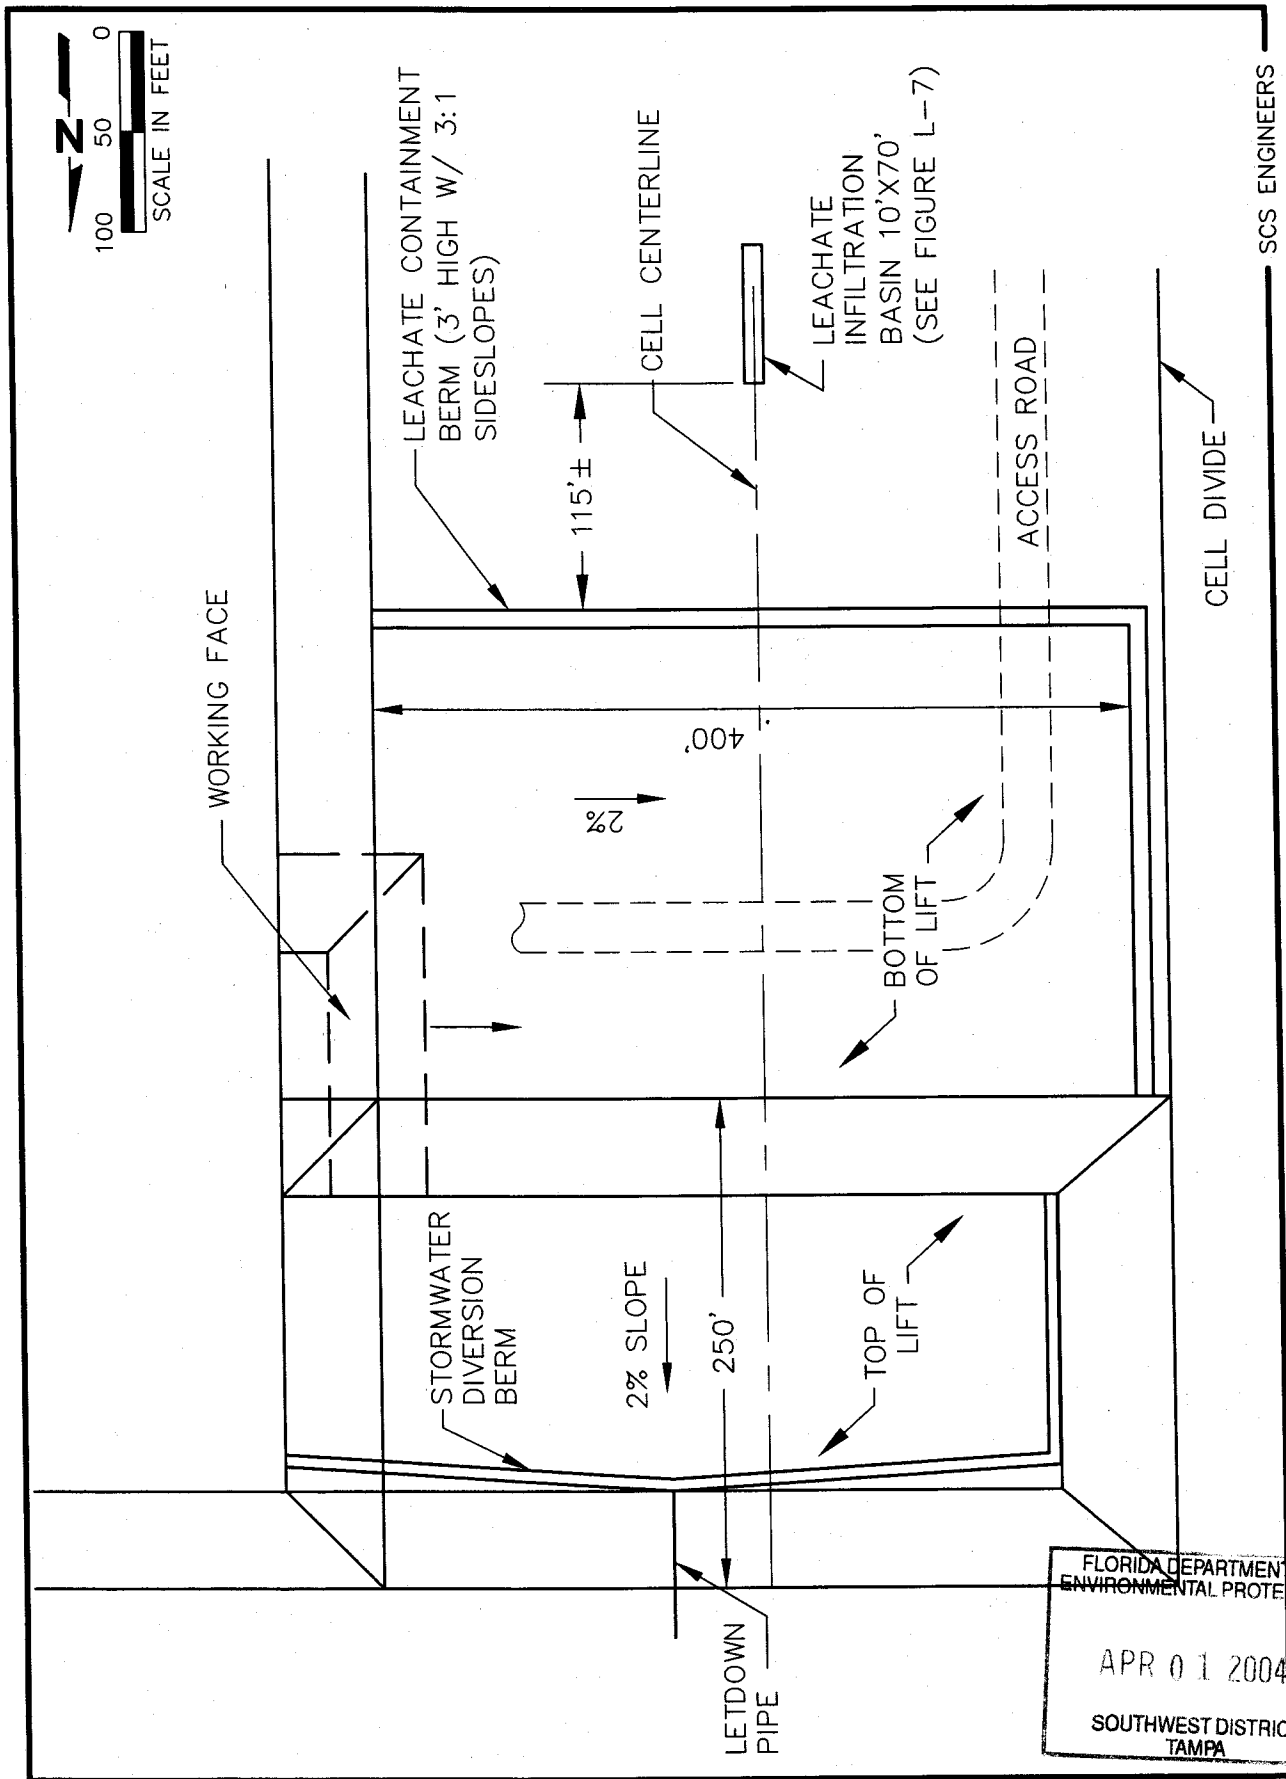 N
100 50 0
SCALE IN FEET
WORKING FACE
LEACHATE CONTAINMENT
BERM (3' HIGH W/ 3:1
SIDESLOPES)
115'±
CELL CENTERLINE
LEACHATE
INFILTRATION
BASIN 10'X70'
(SEE FIGURE L-7)
400'
2%
ACCESS ROAD
CELL DIVIDE
BOTTOM
OF LIFT
STORMWATER
DIVERSION
BERM
2% SLOPE
250'
TOP OF
LIFT
LETDOWN
PIPE
SCS ENGINEERS
FLORIDA DEPARTMENT
ENVIRONMENTAL PROTE
APR 0 1 2004
SOUTHWEST DISTRIC
TAMPA